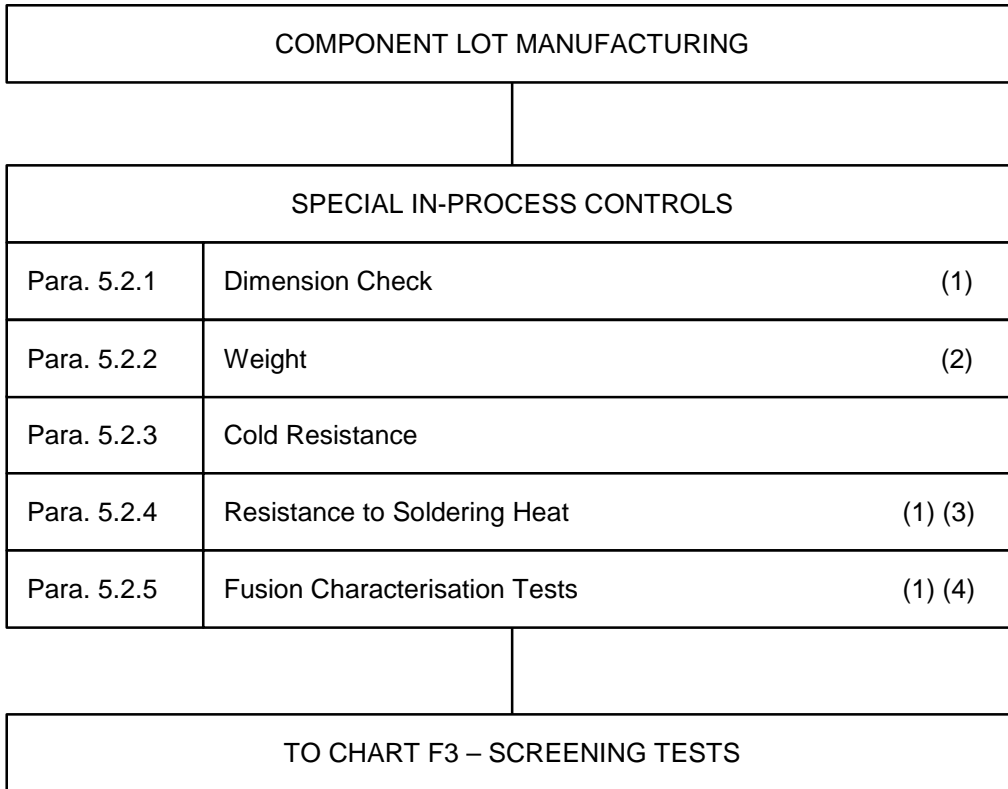 COMPONENT LOT MANUFACTURING
SPECIAL IN-PROCESS CONTROLS
Para. 5.2.1 Dimension Check (1)
Para. 5.2.2 Weight (2)
Para. 5.2.3 Cold Resistance
Para. 5.2.4 Resistance to Soldering Heat (1) (3)
Para. 5.2.5 Fusion Characterisation Tests (1) (4)
TO CHART F3 – SCREENING TESTS